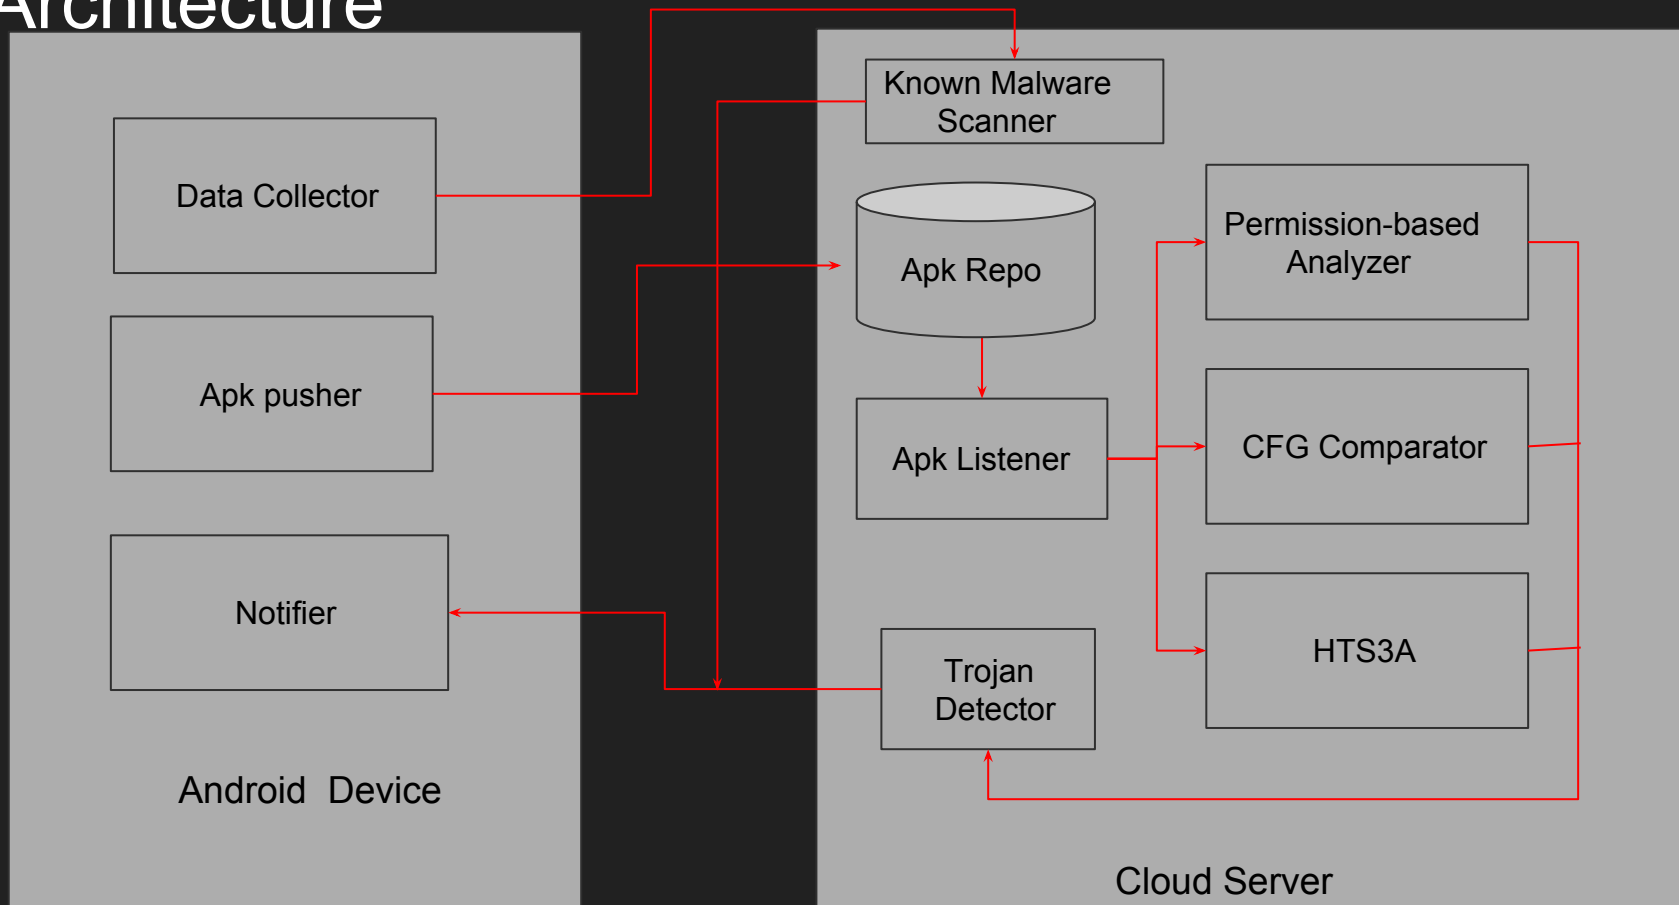 Architecture
Data Collector
Apk pusher
Notifier
Android Device
Known Malware
Scanner
Apk Repo
Apk Listener
Trojan
Detector
Permission-based
Analyzer
CFG Comparator
HTS3A
Cloud Server